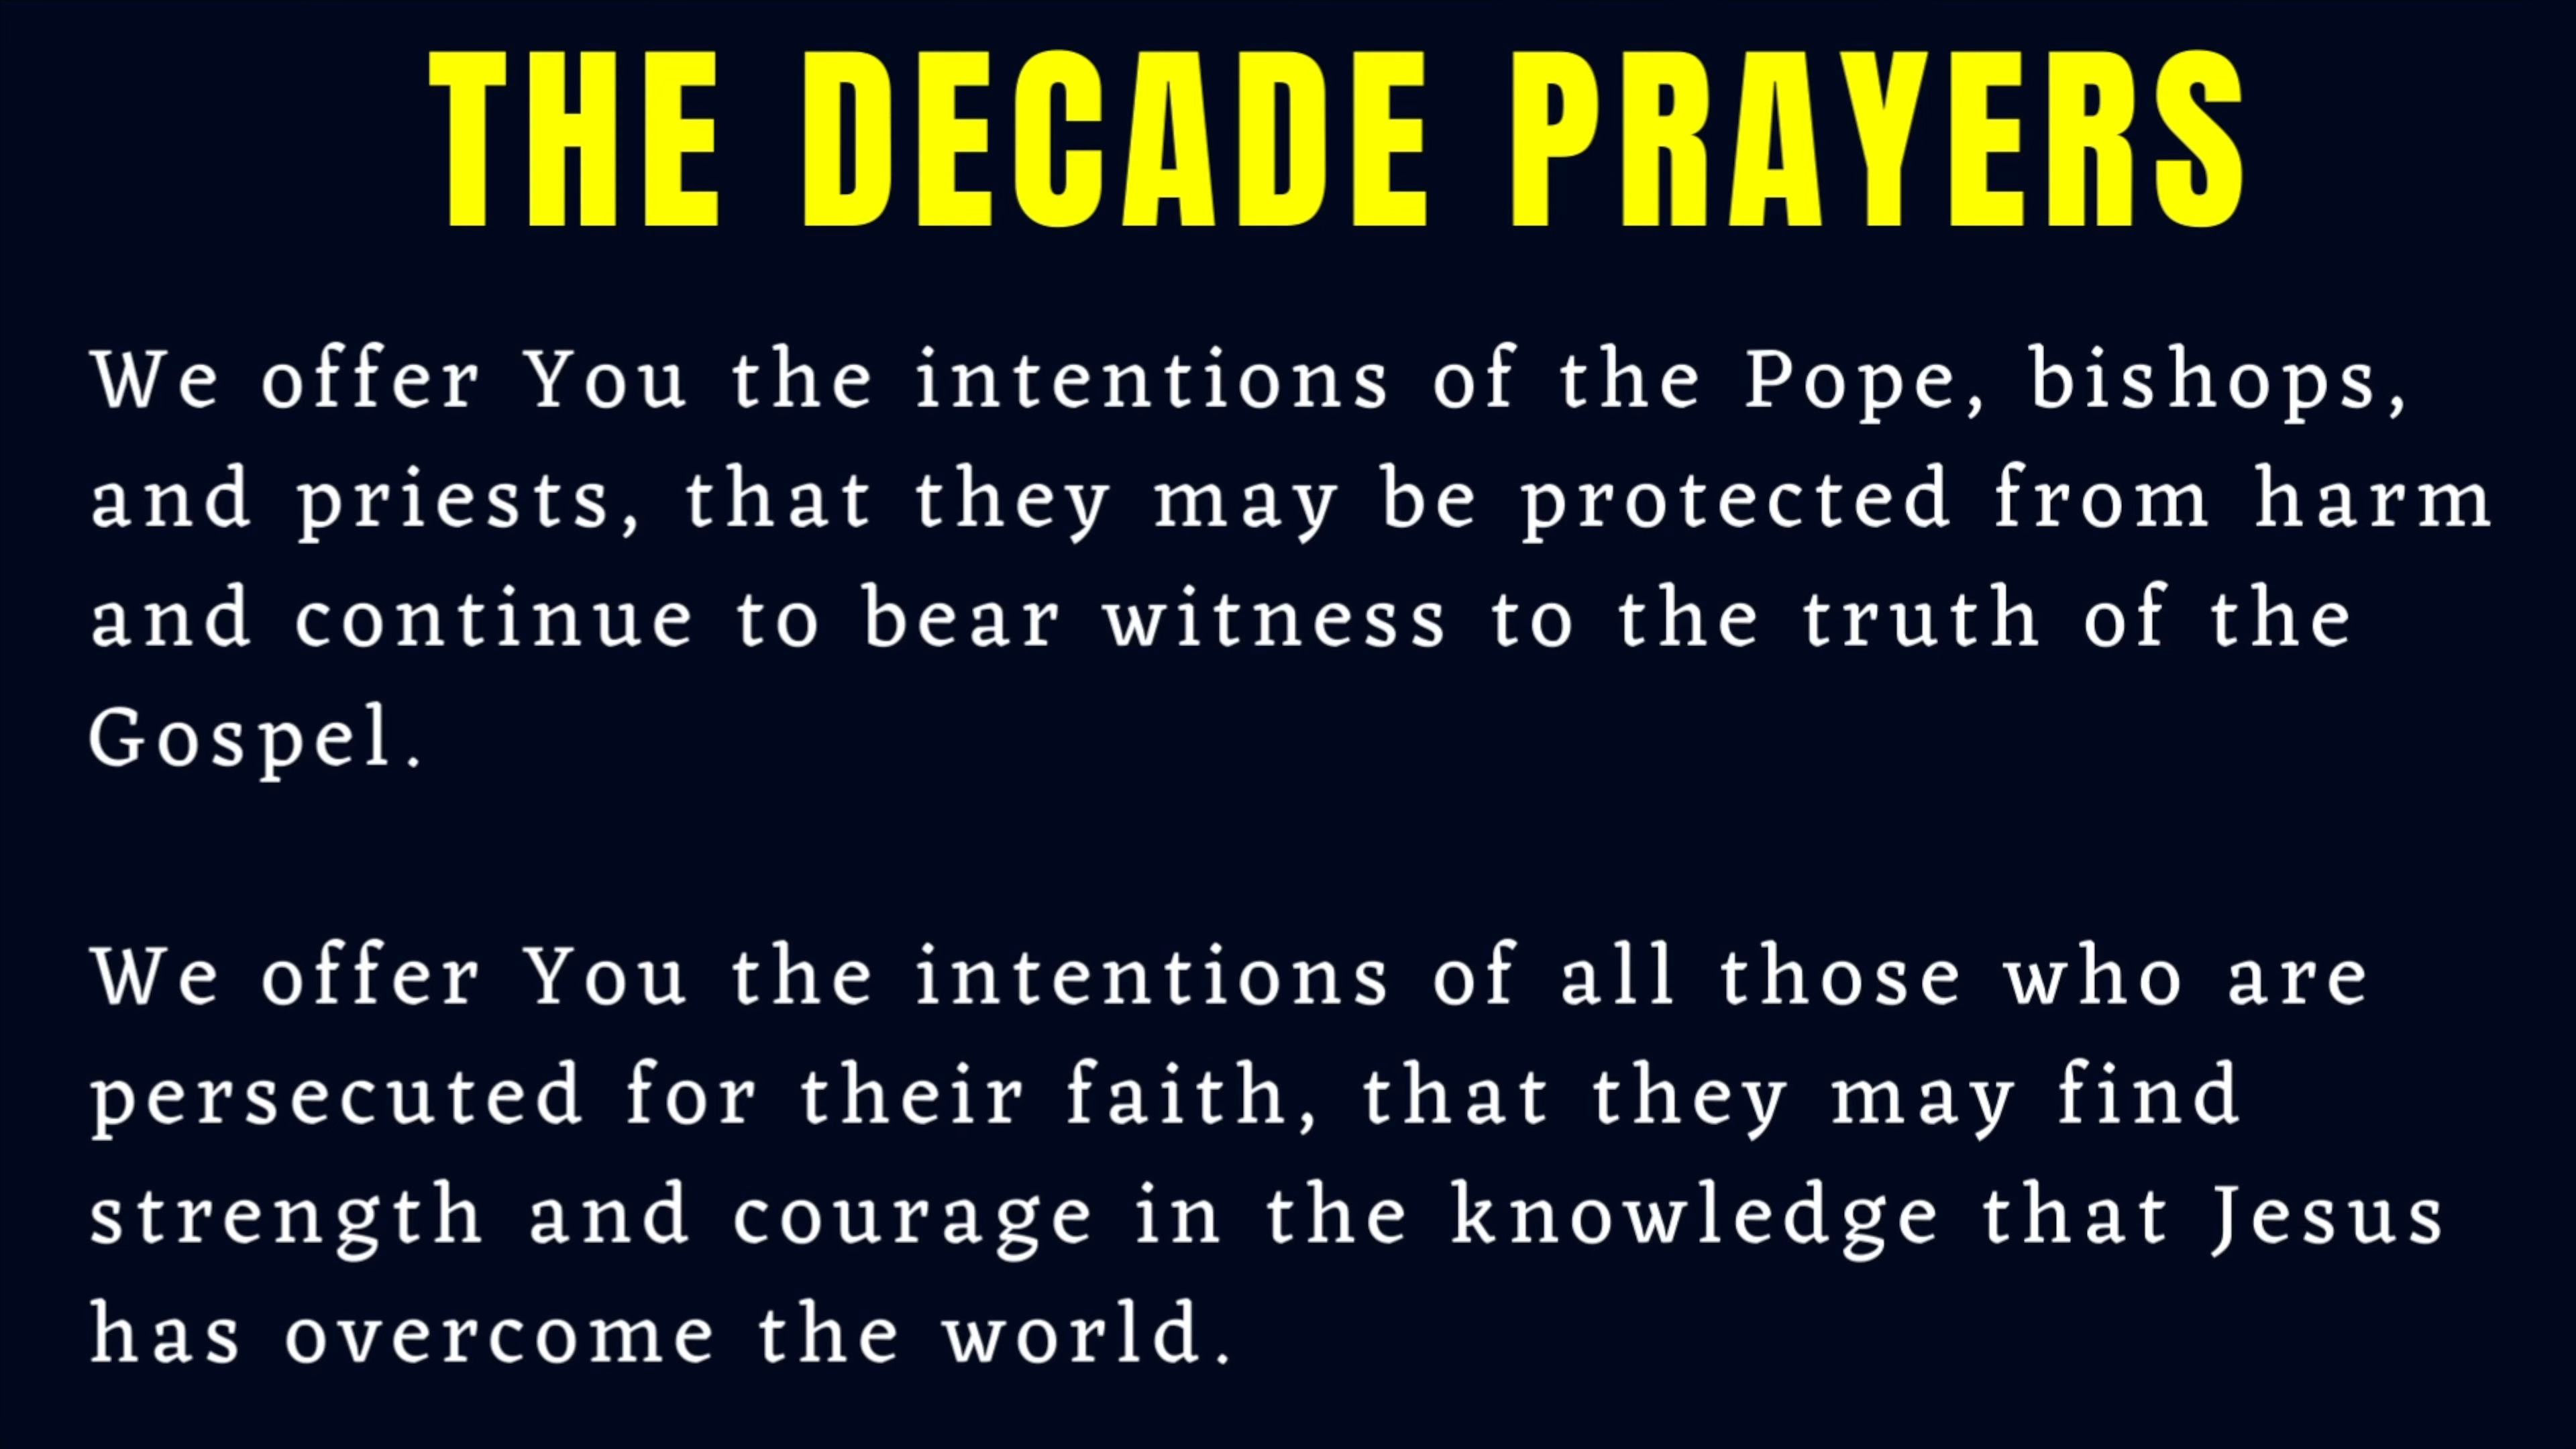 THE DECADE PRAYERS
We offer You the intentions of the Pope, bishops,
and priests, that they may be protected from harm
and continue to bear witness to the truth of the
Gospel.
We offer You the intentions of all those who are
persecuted for their faith, that they may find
strength and courage in the knowledge that Jesus
has overcome the world.